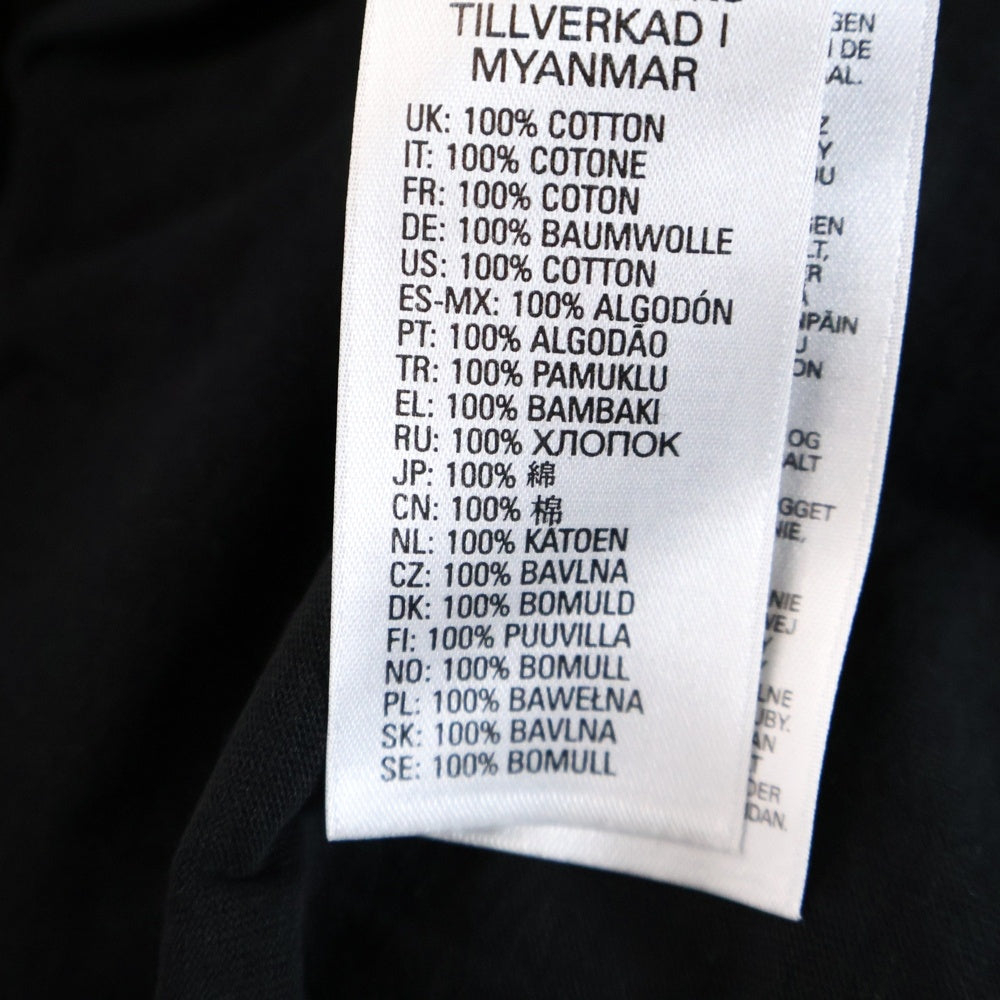 TILLVERKAD I
MYANMAR
UK: 100% COTTON
IT: 100% COTONE
FR: 100% COTON
DE: 100% BAUMWOLLE
US: 100% COTTON
ES-MX: 100% ALGODÓN
PT: 100% ALGODÃO
TR: 100% PAMUKLU
EL: 100% BAMBAKI
RU: 100% ХЛОПОК
JP: 100% 綿
CN: 100% 棉
NL: 100% KATOEN
CZ: 100% BAVLNA
DK: 100% BOMULD
FI: 100% PUUVILLA
NO: 100% BOMULL
PL: 100% BAWEŁNA
SK: 100% BAVLNA
SE: 100% BOMULL
DE
OG